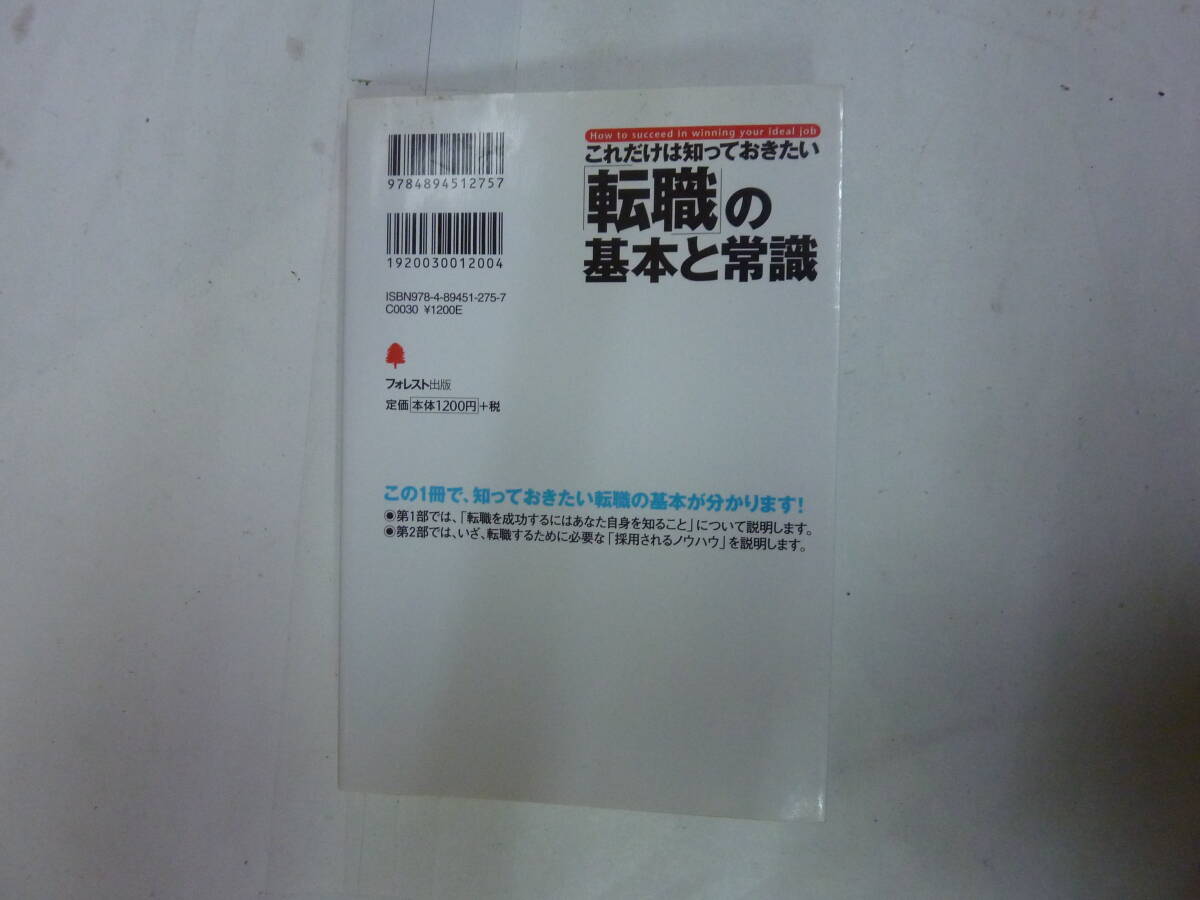 How to succeed in winning your ideal job
これだけは知っておきたい
「転職」の
基本と常識
9784894512757
1920030012004
ISBN978-4-89451-275-7
C0030 ¥1200E
フォレスト出版
定価 本体1200円+税
この1冊で、知っておきたい転職の基本が分かります!
◉第1部では、「転職を成功するにはあなた自身を知ること」について説明します。
◉第2部では、いざ、転職するために必要な「採用されるノウハウ」を説明します。